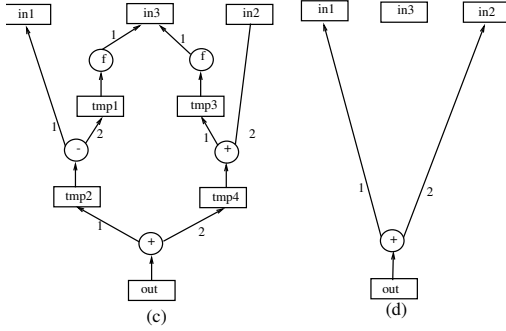 in1 in3 in2
1 1
f f
tmp1 tmp3
1 2 1 2
- +
tmp2 tmp4
1 2
+
out
(c)
in1 in3 in2
1 2
+
out
(d)